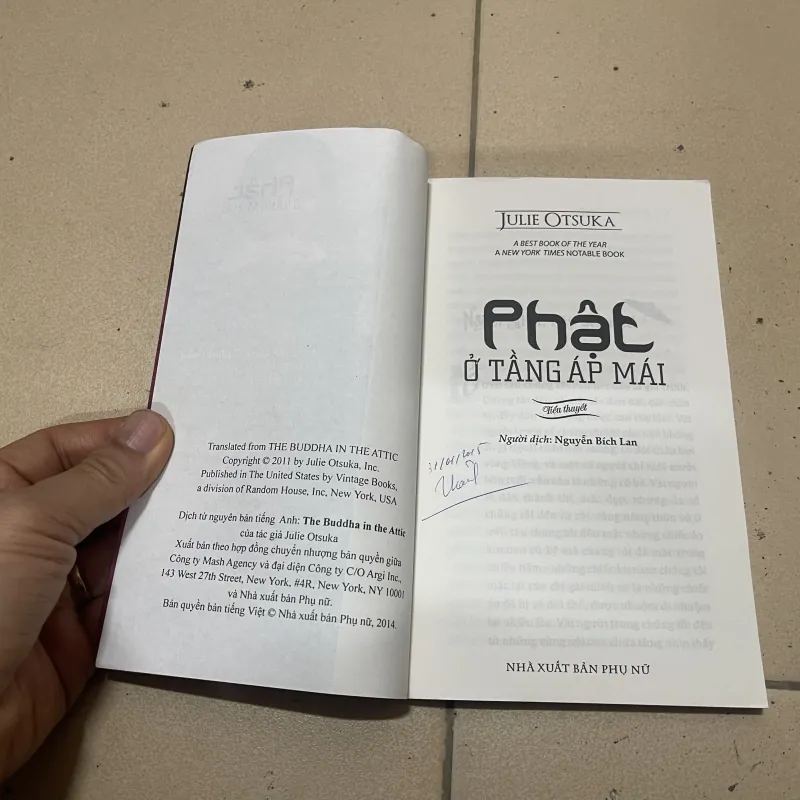 Translated from THE BUDDHA IN THE ATTIC
Copyright © 2011 by Julie Otsuka, Inc.
Published in The United States by Vintage Books,
a division of Random House, Inc, New York, USA
Dịch từ nguyên bản tiếng Anh: The Buddha in the Attic
của tác giả Julie Otsuka
Xuất bản theo hợp đồng chuyển nhượng bản quyền giữa
Công ty Mash Agency và đại diện Công ty C/O Argi Inc.,
143 West 27th Street, New York, #4R, New York, NY 10001
và Nhà xuất bản Phụ nữ.
Bản quyền bản tiếng Việt © Nhà xuất bản Phụ nữ, 2014.
JULIE OTSUKA
A BEST BOOK OF THE YEAR
A NEW YORK TIMES NOTABLE BOOK
Phật
Ở TẦNG ÁP MÁI
Tiểu thuyết
Người dịch: Nguyễn Bích Lan
NHÀ XUẤT BẢN PHỤ NỮ